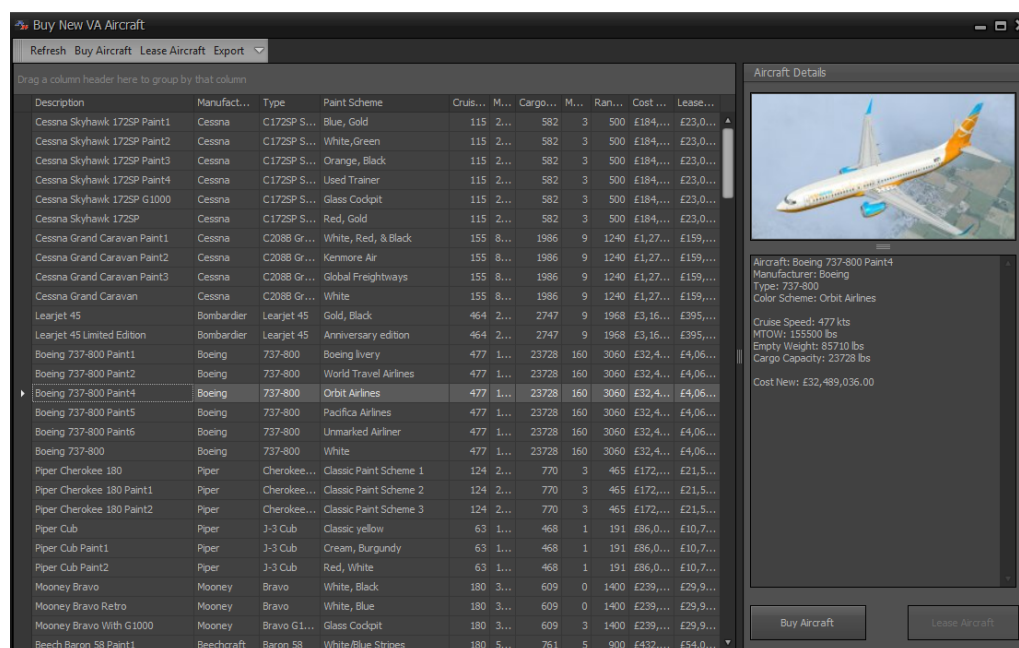 Buy New VA Aircraft
Refresh Buy Aircraft Lease Aircraft Export
Drag a column header here to group by that column
Description Manufact... Type Paint Scheme Cruis... M... Cargo... M... Ran... Cost ... Lease...
Cessna Skyhawk 172SP Paint1 Cessna C172SP S... Blue, Gold 115 2... 582 3 500 £184,... £23,0...
Cessna Skyhawk 172SP Paint2 Cessna C172SP S... White,Green 115 2... 582 3 500 £184,... £23,0...
Cessna Skyhawk 172SP Paint3 Cessna C172SP S... Orange, Black 115 2... 582 3 500 £184,... £23,0...
Cessna Skyhawk 172SP Paint4 Cessna C172SP S... Used Trainer 115 2... 582 3 500 £184,... £23,0...
Cessna Skyhawk 172SP G1000 Cessna C172SP S... Glass Cockpit 115 2... 582 3 500 £184,... £23,0...
Cessna Skyhawk 172SP Cessna C172SP S... Red, Gold 115 2... 582 3 500 £184,... £23,0...
Cessna Grand Caravan Paint1 Cessna C208B Gr... White, Red, & Black 155 8... 1986 9 1240 £1,27... £159,...
Cessna Grand Caravan Paint2 Cessna C208B Gr... Kenmore Air 155 8... 1986 9 1240 £1,27... £159,...
Cessna Grand Caravan Paint3 Cessna C208B Gr... Global Freightways 155 8... 1986 9 1240 £1,27... £159,...
Cessna Grand Caravan Cessna C208B Gr... White 155 8... 1986 9 1240 £1,27... £159,...
Learjet 45 Bombardier Learjet 45 Gold, Black 464 2... 2747 9 1968 £3,16... £395,...
Learjet 45 Limited Edition Bombardier Learjet 45 Anniversary edition 464 2... 2747 9 1968 £3,16... £395,...
Boeing 737-800 Paint1 Boeing 737-800 Boeing livery 477 1... 23728 160 3060 £32,4... £4,06...
Boeing 737-800 Paint2 Boeing 737-800 World Travel Airlines 477 1... 23728 160 3060 £32,4... £4,06...
Boeing 737-800 Paint4 Boeing 737-800 Orbit Airlines 477 1... 23728 160 3060 £32,4... £4,06...
Boeing 737-800 Paint5 Boeing 737-800 Pacifica Airlines 477 1... 23728 160 3060 £32,4... £4,06...
Boeing 737-800 Paint6 Boeing 737-800 Unmarked Airliner 477 1... 23728 160 3060 £32,4... £4,06...
Boeing 737-800 Boeing 737-800 White 477 1... 23728 160 3060 £32,4... £4,06...
Piper Cherokee 180 Piper Cherokee... Classic Paint Scheme 1 124 2... 770 3 465 £172,... £21,5...
Piper Cherokee 180 Paint1 Piper Cherokee... Classic Paint Scheme 2 124 2... 770 3 465 £172,... £21,5...
Piper Cherokee 180 Paint2 Piper Cherokee... Classic Paint Scheme 3 124 2... 770 3 465 £172,... £21,5...
Piper Cub Piper J-3 Cub Classic yellow 63 1... 468 1 191 £86,0... £10,7...
Piper Cub Paint1 Piper J-3 Cub Cream, Burgundy 63 1... 468 1 191 £86,0... £10,7...
Piper Cub Paint2 Piper J-3 Cub Red, White 63 1... 468 1 191 £86,0... £10,7...
Mooney Bravo Mooney Bravo White, Black 180 3... 609 0 1400 £239,... £29,9...
Mooney Bravo Retro Mooney Bravo White, Blue 180 3... 609 0 1400 £239,... £29,9...
Mooney Bravo With G1000 Mooney Bravo G1... Glass Cockpit 180 3... 609 3 1400 £239,... £29,9...
Beech Baron 58 Paint1 Beechcraft Baron 58 White/Blue Stripes 180 5... 761 5 900 £432,... £54,0...
Aircraft Details
Aircraft: Boeing 737-800 Paint4
Manufacturer: Boeing
Type: 737-800
Color Scheme: Orbit Airlines
Cruise Speed: 477 kts
MTOW: 155500 lbs
Empty Weight: 85710 lbs
Cargo Capacity: 23728 lbs
Cost New: £32,489,036.00
Buy Aircraft
Lease Aircraft